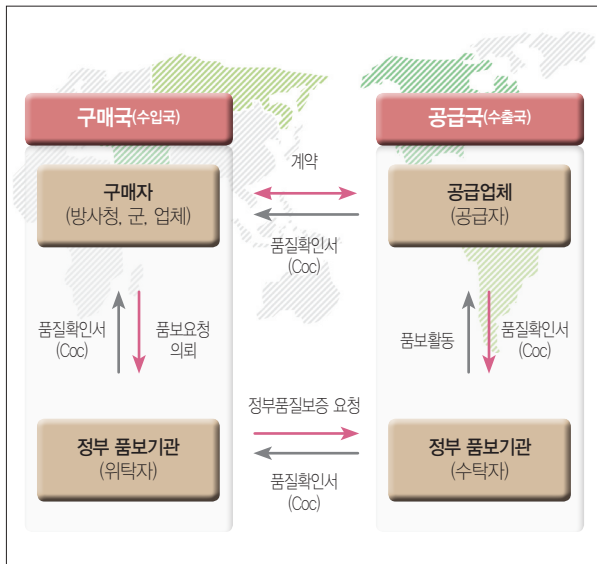 구매국(수입국)
공급국(수출국)
구매자
(방사청, 군, 업체)
계약
품질확인서
(Coc)
공급업체
(공급자)
품질확인서
(Coc)
품보요청
의뢰
품보활동
품질확인서
(Coc)
정부 품보기관
(위탁자)
정부품질보증 요청
품질확인서
(Coc)
정부 품보기관
(수탁자)